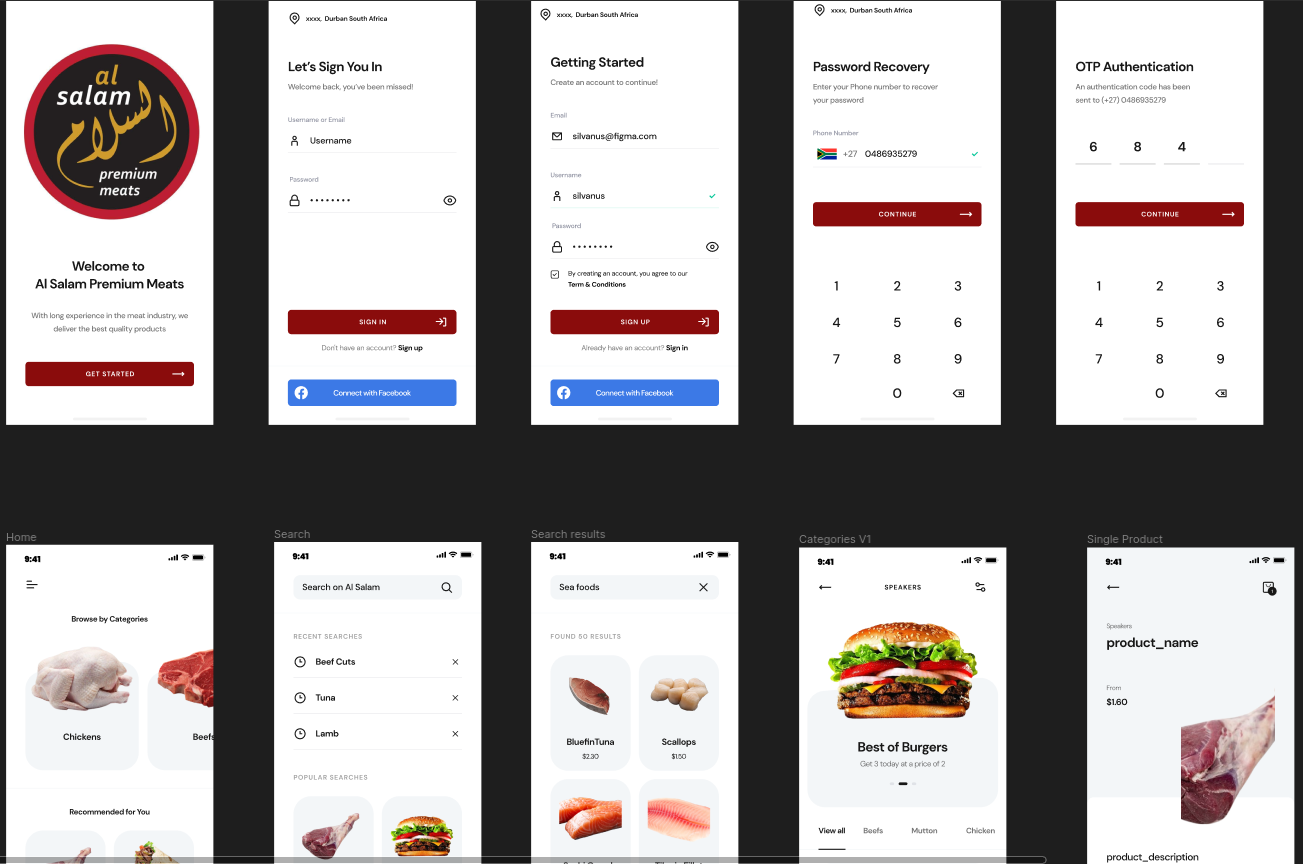 al
salam
السلام
premium
meats
Welcome to
Al Salam Premium Meats
With long experience in the meat industry, we
deliver the best quality products
GET STARTED
xxxx, Durban South Africa
Let's Sign You In
Welcome back, you've been missed!
Username or Email
Username
Password
SIGN IN
Don't have an account? Sign up
Connect with Facebook
xxxx, Durban South Africa
Getting Started
Create an account to continue!
Email
silvanus@figma.com
Username
silvanus
Password
By creating an account, you agree to our
Term & Conditions
SIGN UP
Already have an account? Sign in
Connect with Facebook
xxxx, Durban South Africa
Password Recovery
Enter your Phone number to recover
your password
Phone Number
+27 0486935279
CONTINUE
1 2 3
4 5 6
7 8 9
0
OTP Authentication
An authentication code has been
sent to (+27) 0486935279
6 8 4
CONTINUE
1 2 3
4 5 6
7 8 9
0
Home
9:41
Browse by Categories
Chickens
Beefs
Recommended for You
Search
9:41
Search on Al Salam
RECENT SEARCHES
Beef Cuts
Tuna
Lamb
POPULAR SEARCHES
Search results
9:41
Sea foods
FOUND 50 RESULTS
BluefinTuna
$2.30
Scallops
$1.50
Categories V1
9:41
SPEAKERS
Best of Burgers
Get 3 today at a price of 2
View all Beefs Mutton Chicken
Single Product
9:41
Speakers
product_name
From
$1.60
product_description